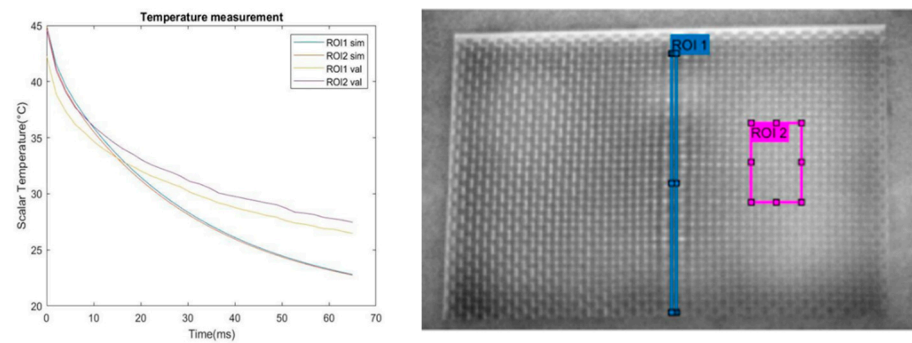 Temperature measurement
Scalar Temperature(°C)
45
40
35
30
25
20
0
10
20
30
40
50
60
70
Time(ms)
ROI1 sim
ROI2 sim
ROI1 val
ROI2 val
ROI 1
ROI 2